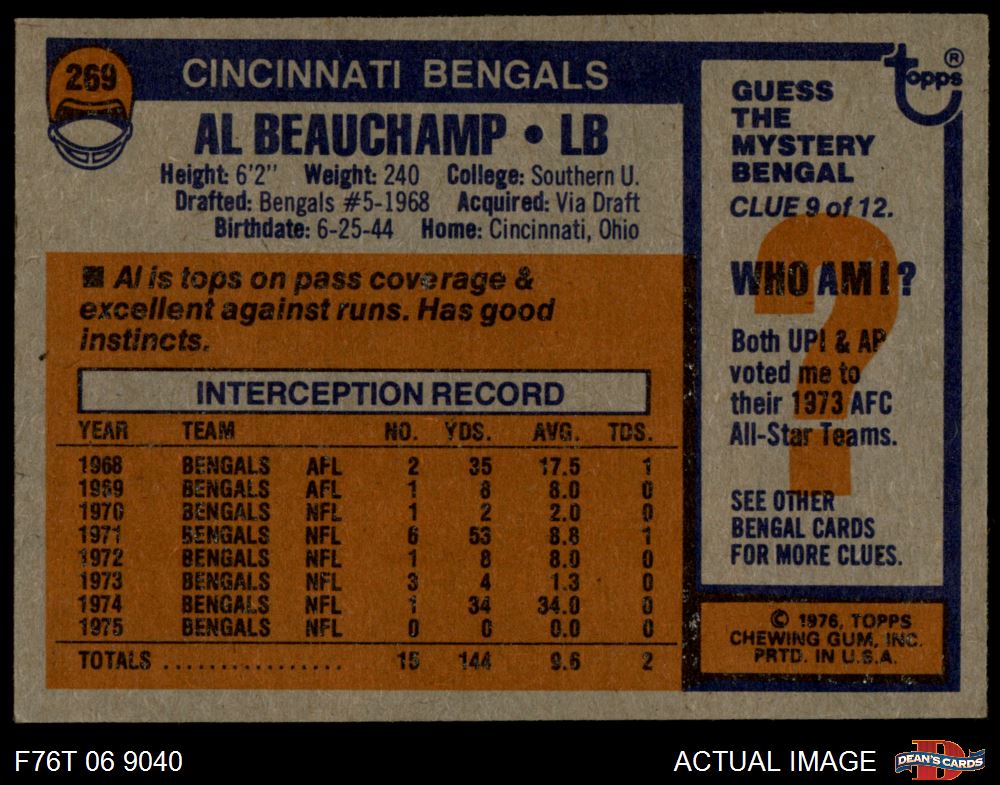 269
CINCINNATI BENGALS
AL BEAUCHAMP • LB
Height: 6'2" Weight: 240 College: Southern U.
Drafted: Bengals #5-1968 Acquired: Via Draft
Birthdate: 6-25-44 Home: Cincinnati, Ohio
■ Al is tops on pass coverage &
excellent against runs. Has good
instincts.
INTERCEPTION RECORD
YEAR TEAM NO. YDS. AVG. TDS.
1968 BENGALS AFL 2 35 17.5 1
1969 BENGALS AFL 1 8 8.0 0
1970 BENGALS NFL 1 2 2.0 0
1971 BENGALS NFL 6 53 8.8 1
1972 BENGALS NFL 1 8 8.0 0
1973 BENGALS NFL 3 4 1.3 0
1974 BENGALS NFL 1 34 34.0 0
1975 BENGALS NFL 0 0 0.0 0
TOTALS ................. 15 144 9.6 2
topps ®
GUESS
THE
MYSTERY
BENGAL
CLUE 9 of 12.
?
WHO AM I?
Both UPI & AP
voted me to
their 1973 AFC
All-Star Teams.
SEE OTHER
BENGAL CARDS
FOR MORE CLUES.
© 1976, TOPPS
CHEWING GUM, INC.
PRTD. IN U.S.A.
F76T 06 9040
ACTUAL IMAGE
D
DEAN'S CARDS